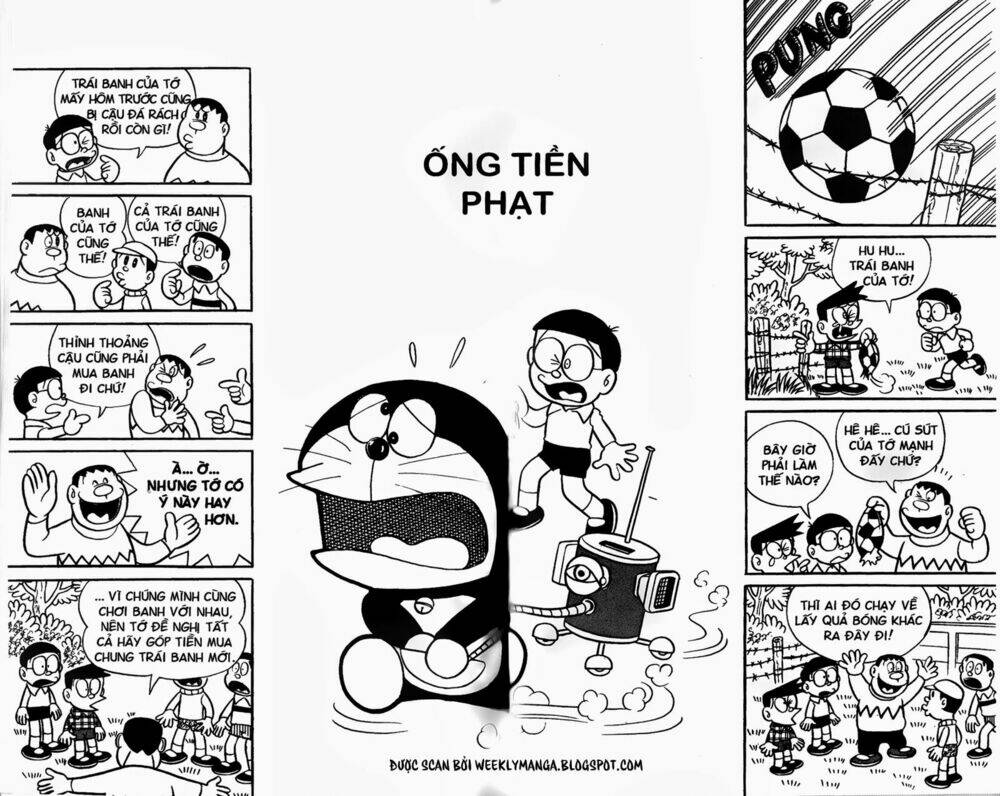 PƯNG
HU HU...
TRÁI BANH
CỦA TỚ!
HÊ HÊ... CÚ SÚT
CỦA TỚ MẠNH
ĐẤY CHỨ?
BÂY GIỜ
PHẢI LÀM
THẾ NÀO?
THÌ AI ĐÓ CHẠY VỀ
LẤY QUẢ BÓNG KHÁC
RA ĐÂY ĐI!
ỐNG TIỀN
PHẠT
ĐƯỢC SCAN BỞI WEEKLYMANGA.BLOGSPOT.COM
TRÁI BANH CỦA TỚ
MẤY HÔM TRƯỚC CŨNG
BỊ CẬU ĐÁ RÁCH
RỒI CÒN GÌ!
CẢ TRÁI BANH
CỦA TỚ CŨNG
THẾ!
BANH
CỦA TỚ
CŨNG
THẾ!
THỈNH THOẢNG
CẬU CŨNG PHẢI
MUA BANH
ĐI CHỨ!
À... Ờ...
NHƯNG TỚ CÓ
Ý NÀY HAY
HƠN.
... VÌ CHÚNG MÌNH CÙNG
CHƠI BANH VỚI NHAU,
NÊN TỚ ĐỀ NGHỊ TẤT
CẢ HÃY GÓP TIỀN MUA
CHUNG TRÁI BANH MỚI.